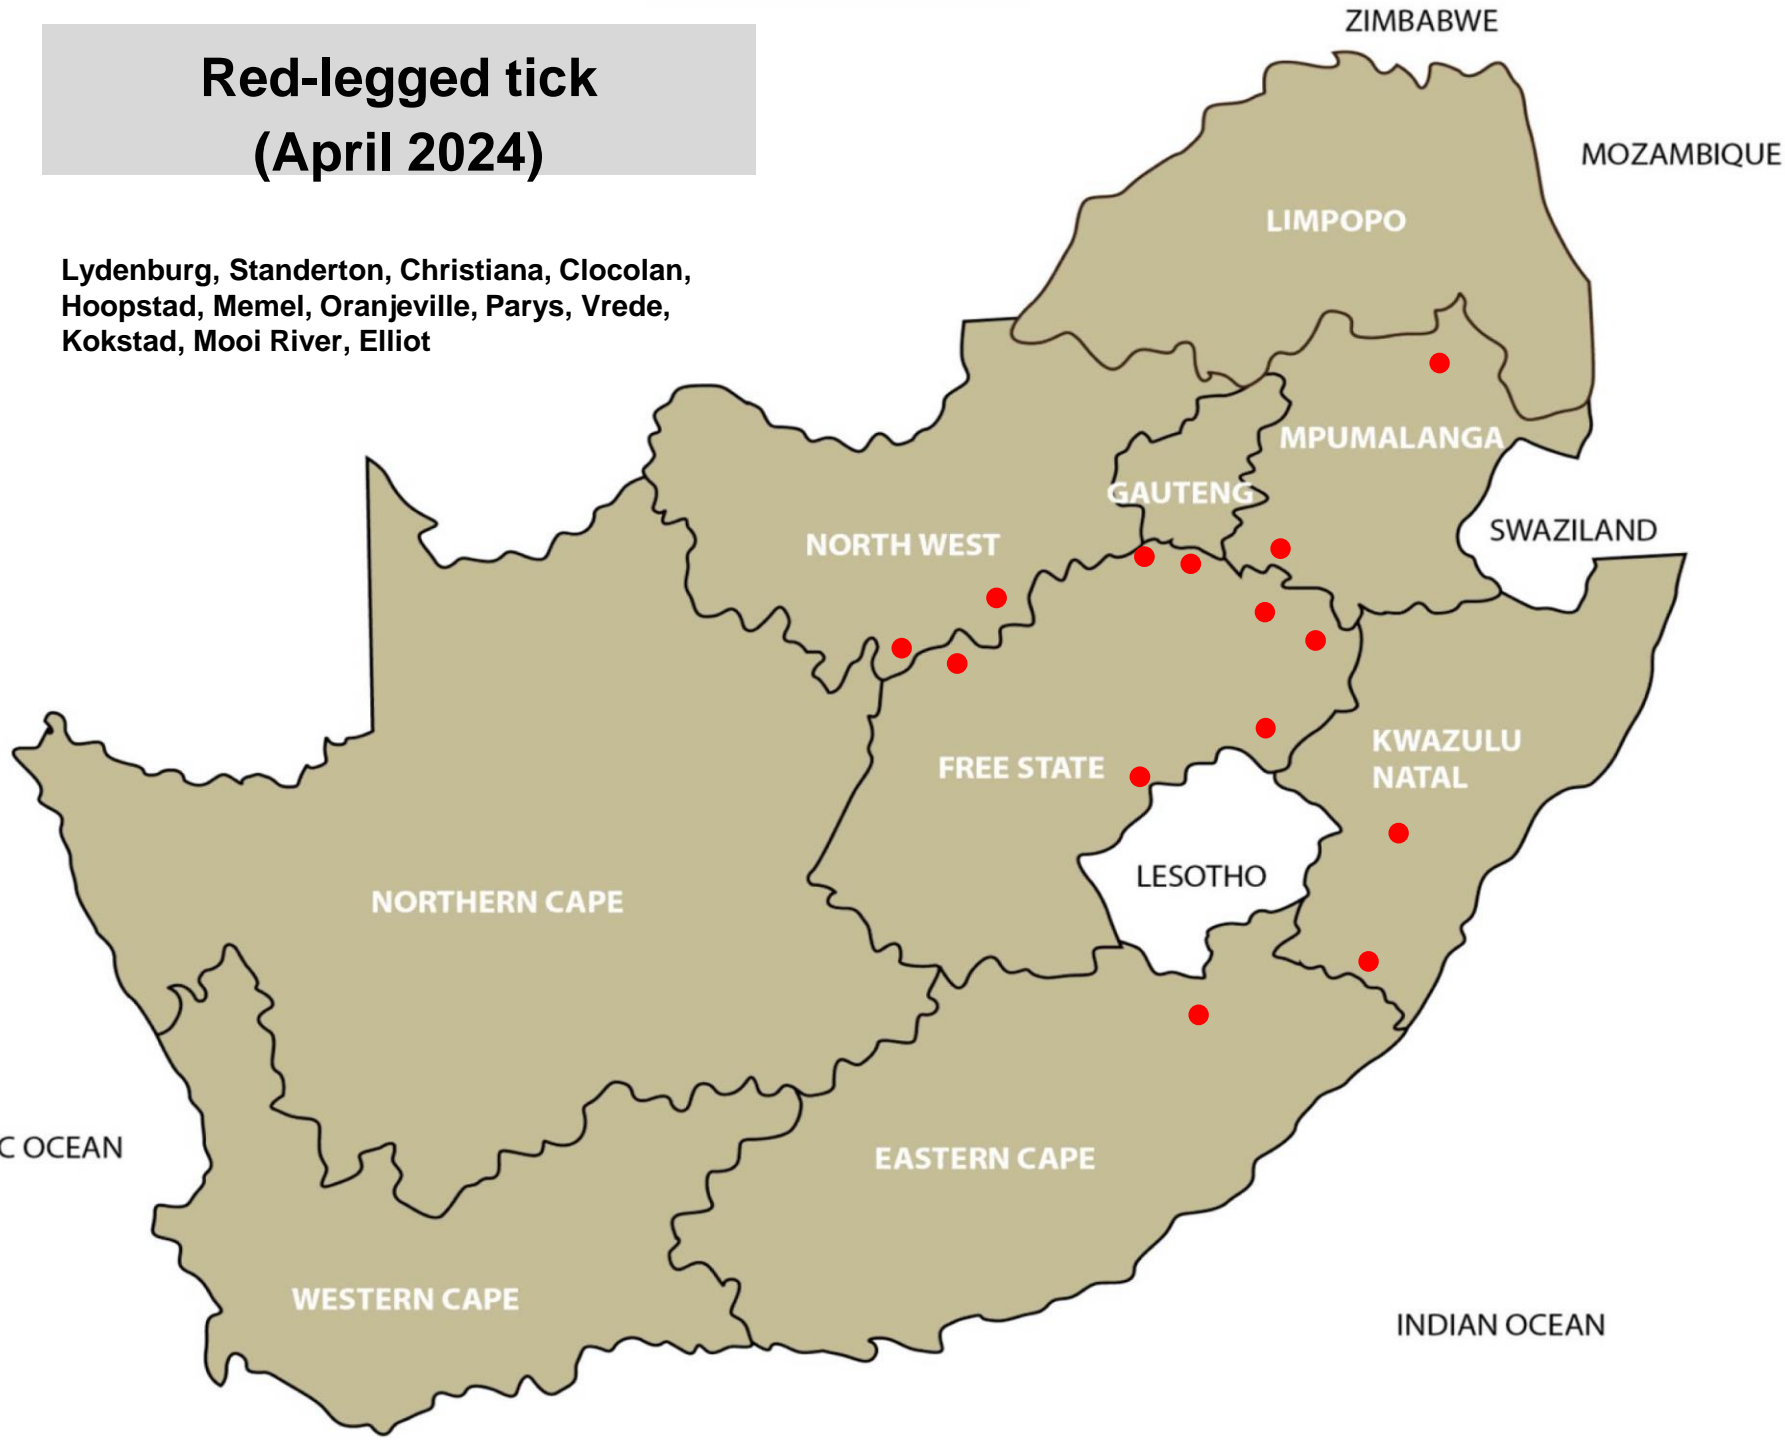 Red-legged tick
(April 2024)
Lydenburg, Standerton, Christiana, Clocolan,
Hoopstad, Memel, Oranjeville, Parys, Vrede,
Kokstad, Mooi River, Elliot
ZIMBABWE
MOZAMBIQUE
LIMPOPO
MPUMALANGA
GAUTENG
SWAZILAND
NORTH WEST
KWAZULU
NATAL
FREE STATE
LESOTHO
NORTHERN CAPE
C OCEAN
EASTERN CAPE
WESTERN CAPE
INDIAN OCEAN